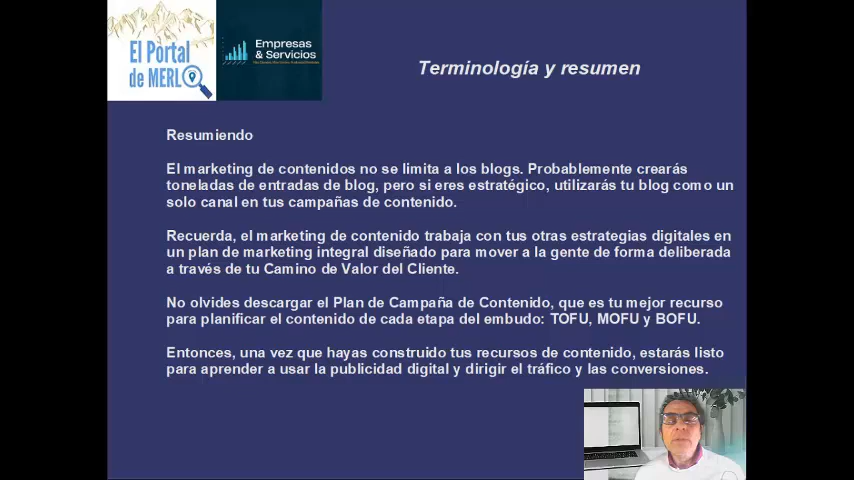 El Portal
de MERLO
Empresas
& Servicios
Terminología y resumen
Resumiendo
El marketing de contenidos no se limita a los blogs. Probablemente crearás
toneladas de entradas de blog, pero si eres estratégico, utilizarás tu blog como un
solo canal en tus campañas de contenido.
Recuerda, el marketing de contenido trabaja con tus otras estrategias digitales en
un plan de marketing integral diseñado para mover a la gente de forma deliberada
a través de tu Camino de Valor del Cliente.
No olvides descargar el Plan de Campaña de Contenido, que es tu mejor recurso
para planificar el contenido de cada etapa del embudo: TOFU, MOFU y BOFU.
Entonces, una vez que hayas construido tus recursos de contenido, estarás listo
para aprender a usar la publicidad digital y dirigir el tráfico y las conversiones.